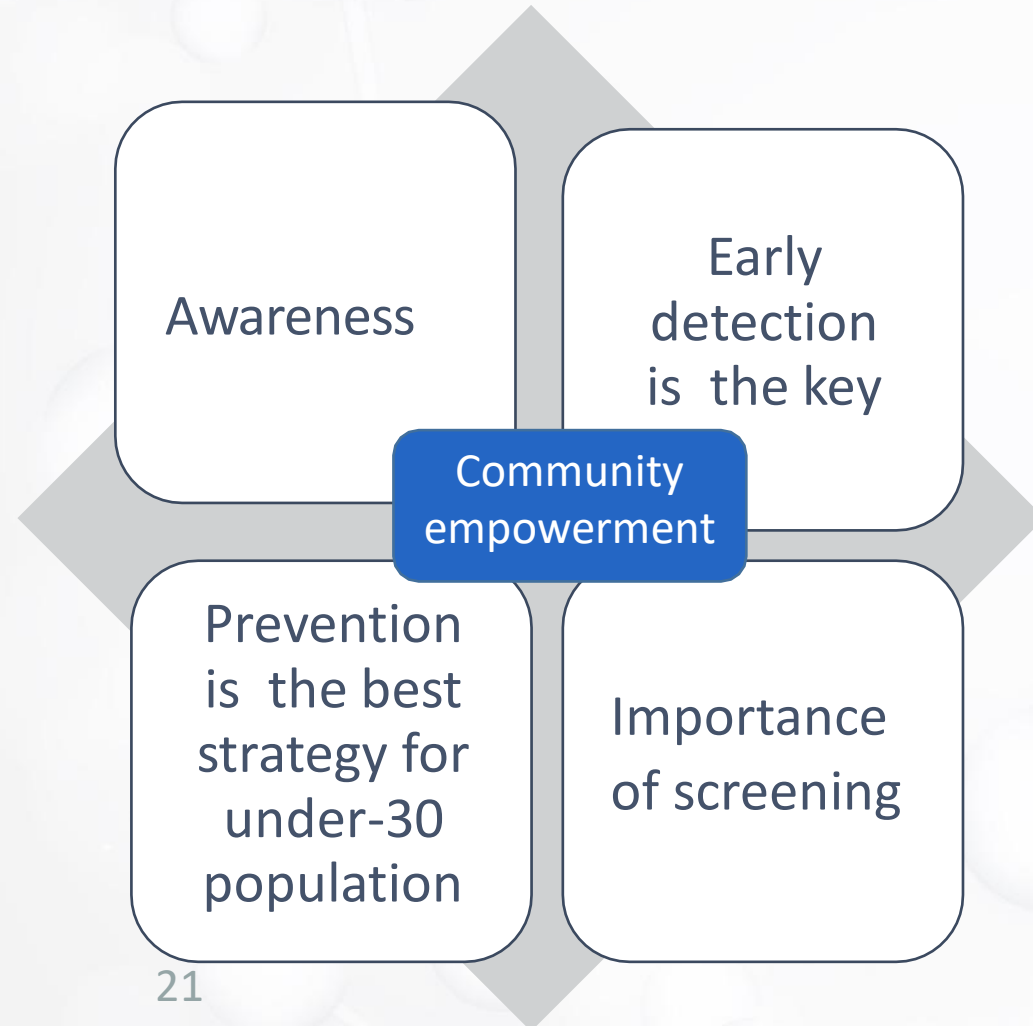 Awareness
Early
detection
is the key
Community
empowerment
Prevention
is the best
strategy for
under-30
population
Importance
of screening
21